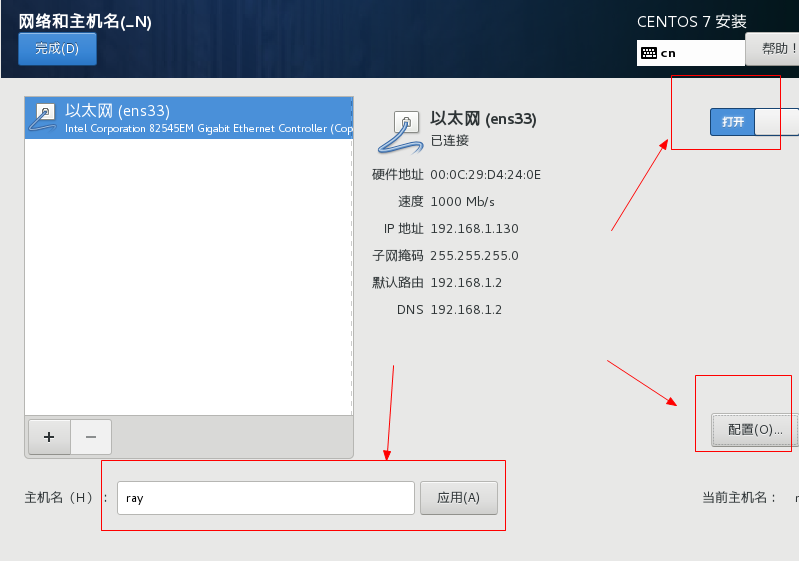 网络和主机名(_N)
CENTOS 7 安装
完成(D)
cn
帮助！
以太网 (ens33)
Intel Corporation 82545EM Gigabit Ethernet Controller (Cop
以太网 (ens33)
已连接
打开
硬件地址 00:0C:29:D4:24:0E
速度 1000 Mb/s
IP 地址 192.168.1.130
子网掩码 255.255.255.0
默认路由 192.168.1.2
DNS 192.168.1.2
+ −
配置(O)...
主机名（H）： ray 应用(A)
当前主机名：